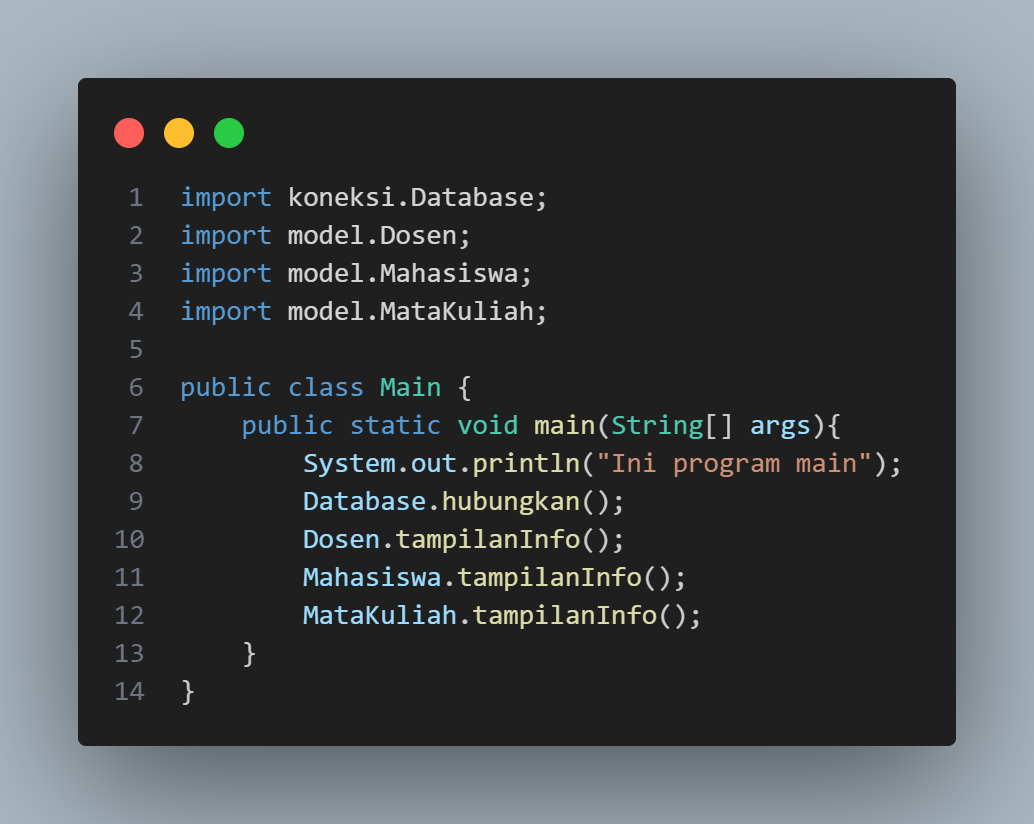 1 import koneksi.Database;
2 import model.Dosen;
3 import model.Mahasiswa;
4 import model.MataKuliah;
5
6 public class Main {
7     public static void main(String[] args){
8         System.out.println("Ini program main");
9         Database.hubungkan();
10         Dosen.tampilanInfo();
11         Mahasiswa.tampilanInfo();
12         MataKuliah.tampilanInfo();
13     }
14 }